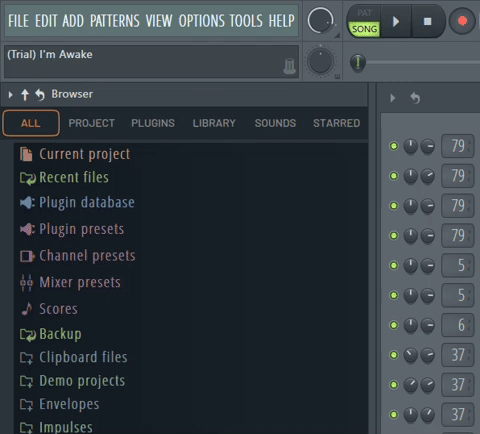 FILE EDIT ADD PATTERNS VIEW OPTIONS TOOLS HELP
PAT
SONG
(Trial) I'm Awake
Browser
ALL PROJECT PLUGINS LIBRARY SOUNDS STARRED
Current project
Recent files
Plugin database
Plugin presets
Channel presets
Mixer presets
Scores
Backup
Clipboard files
Demo projects
Envelopes
Impulses
79
79
79
79
5
5
6
37
37
37